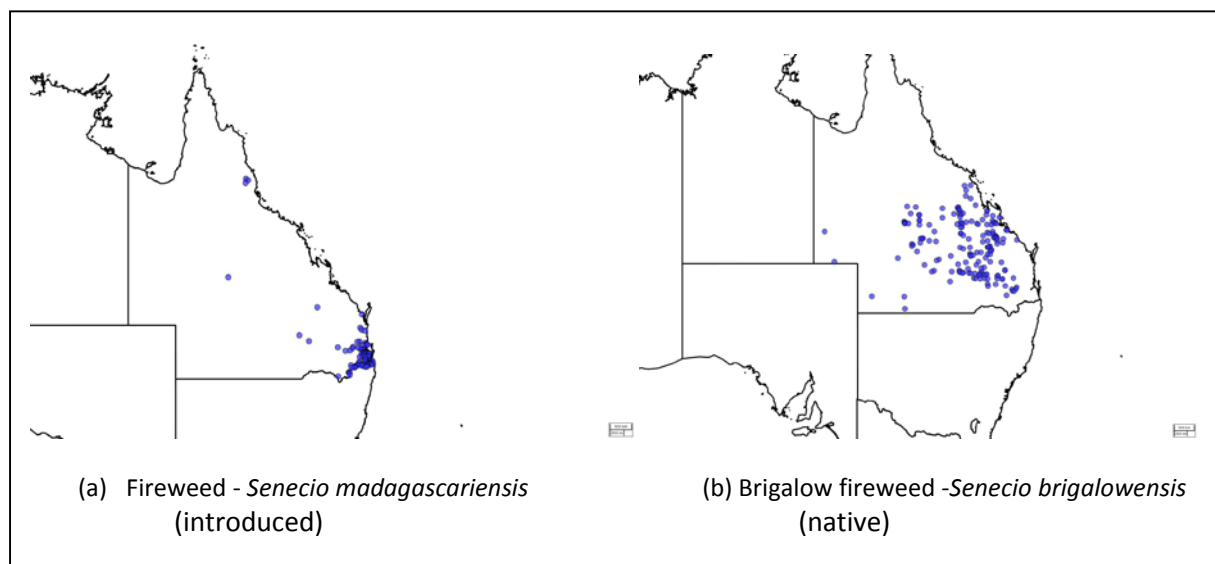 (a) Fireweed - Senecio madagascariensis
(introduced)
(b) Brigalow fireweed -Senecio brigalowensis
(native)